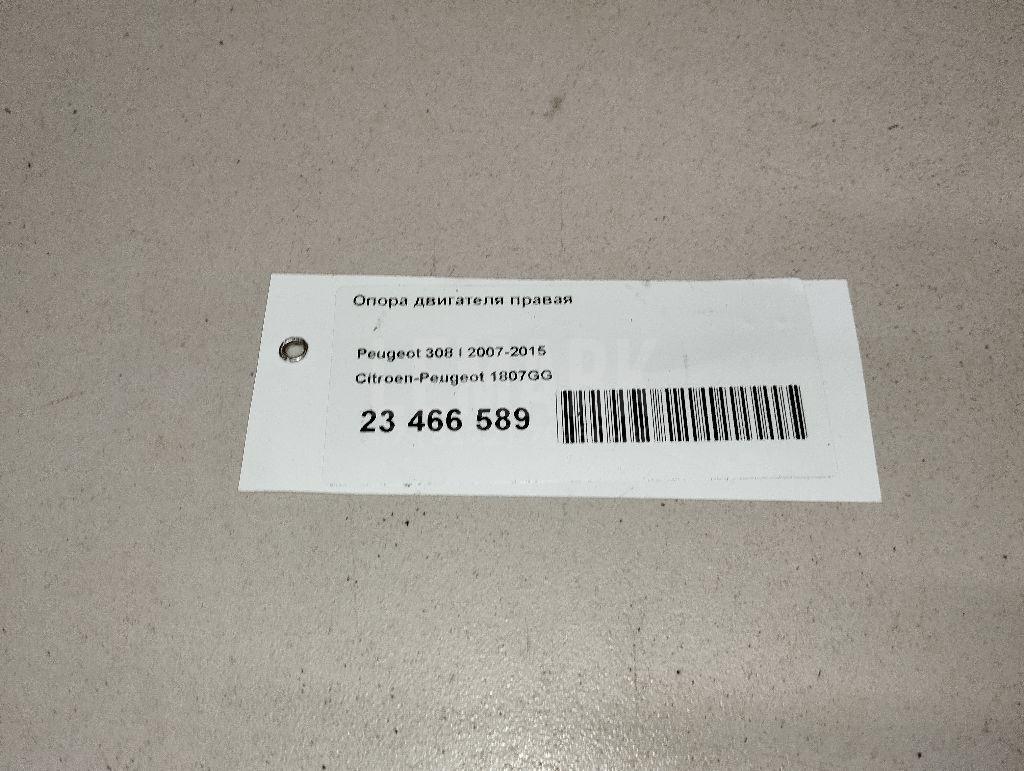 Опора двигателя правая
Peugeot 308 I 2007-2015
Citroen-Peugeot 1807GG
23 466 589